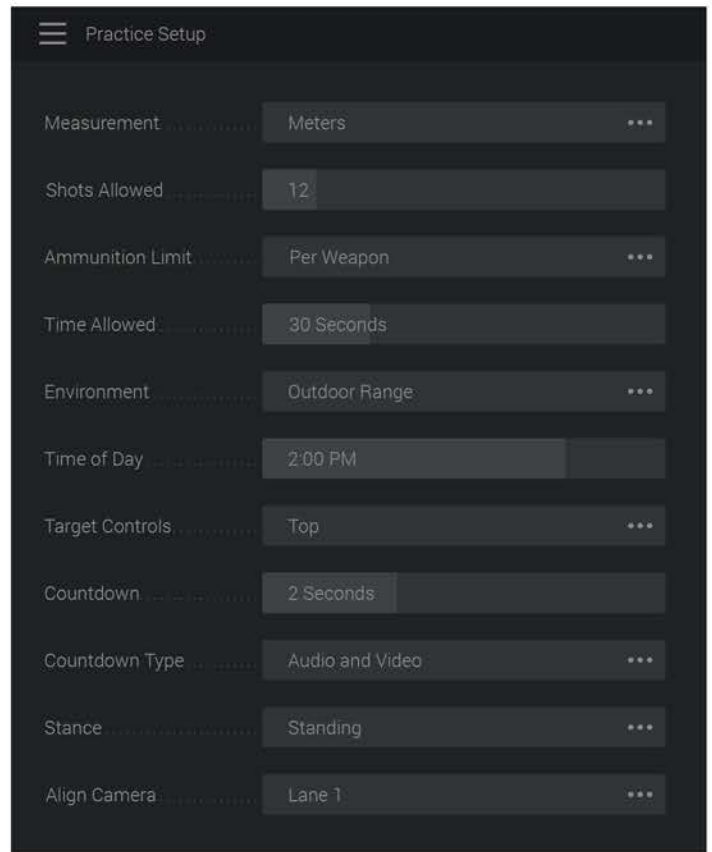 Practice Setup
Measurement Meters
Shots Allowed 12
Ammunition Limit Per Weapon
Time Allowed 30 Seconds
Environment Outdoor Range
Time of Day 2:00 PM
Target Controls Top
Countdown 2 Seconds
Countdown Type Audio and Video
Stance Standing
Align Camera Lane 1